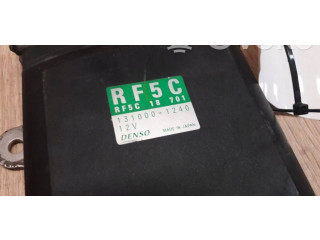 RF5C
RF5C 18 701
131000-1240
12V
DENSO MADE IN JAPAN